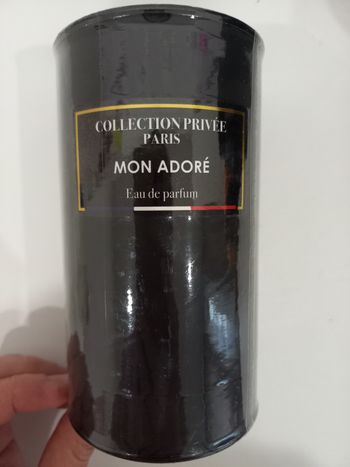 COLLECTION PRIVÉE
PARIS
MON ADORÉ
Eau de parfum